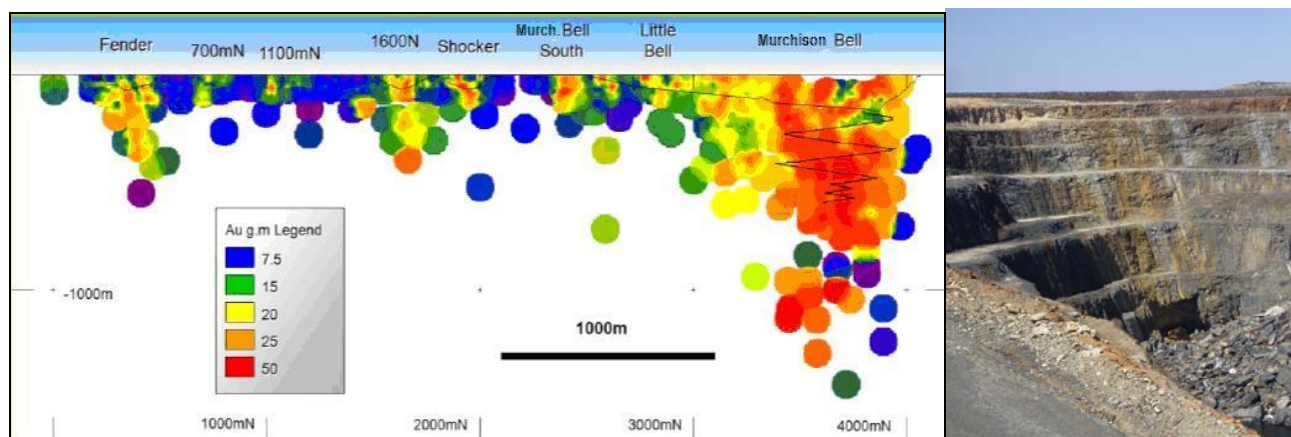 Fender
700mN
1100mN
1600N
Shocker
Murch. Bell
South
Little
Bell
Murchison Bell
Au g.m Legend
7.5
15
20
25
50
-1000m
1000m
1000mN
2000mN
3000mN
4000mN